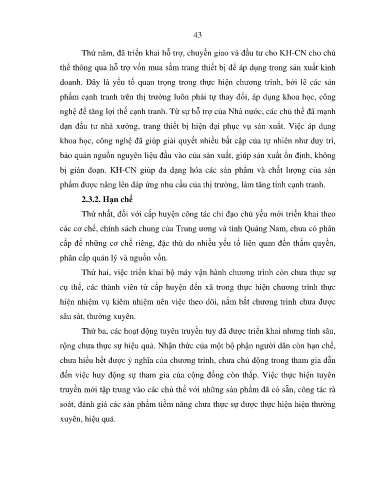 43
Thứ năm, đã triển khai hỗ trợ, chuyển giao và đầu tư cho KH-CN cho chủ
thể thông qua hỗ trợ vốn mua sắm trang thiết bị để áp dụng trong sản xuất kinh
doanh. Đây là yếu tố quan trọng trong thực hiện chương trình, bởi lẽ các sản
phẩm cạnh tranh trên thị trường luôn phải tự thay đổi, áp dụng khoa học, công
nghệ để tăng lợi thế cạnh tranh. Từ sự hỗ trợ của Nhà nước, các chủ thể đã mạnh
dạn đầu tư nhà xưởng, trang thiết bị hiện đại phục vụ sản xuất. Việc áp dụng
khoa học, công nghệ đã giúp giải quyết nhiều bất cập của tự nhiên như duy trì,
bảo quản nguồn nguyên liệu đầu vào của sản xuất, giúp sản xuất ổn định, không
bị gián đoạn. KH-CN giúp đa dạng hóa các sản phẩm và chất lượng của sản
phẩm được nâng lên đáp ứng nhu cầu của thị trường, làm tăng tính cạnh tranh.
2.3.2. Hạn chế
Thứ nhất, đối với cấp huyện công tác chỉ đạo chủ yếu mới triển khai theo
các cơ chế, chính sách chung của Trung ương và tỉnh Quảng Nam, chưa có phân
cấp để những cơ chế riêng, đặc thù do nhiều yếu tố liên quan đến thẩm quyền,
phân cấp quản lý và nguồn vốn.
Thứ hai, việc triển khai bộ máy vận hành chương trình còn chưa thực sự
cụ thể, các thành viên từ cấp huyện đến xã trong thực hiện chương trình thực
hiện nhiệm vụ kiêm nhiệm nên việc theo dõi, nắm bắt chương trình chưa được
sâu sát, thường xuyên.
Thứ ba, các hoạt động tuyên truyền tuy đã được triển khai nhưng tính sâu,
rộng chưa thực sự hiệu quả. Nhận thức của một bộ phận người dân còn hạn chế,
chưa hiểu hết được ý nghĩa của chương trình, chưa chủ động trong tham gia dẫn
đến việc huy động sự tham gia của cộng đồng còn thấp. Việc thực hiện tuyên
truyền mới tập trung vào các chủ thể với những sản phẩm đã có sẵn, công tác rà
soát, đánh giá các sản phẩm tiềm năng chưa thực sự được thực hiện hiện thường
xuyên, hiệu quả.